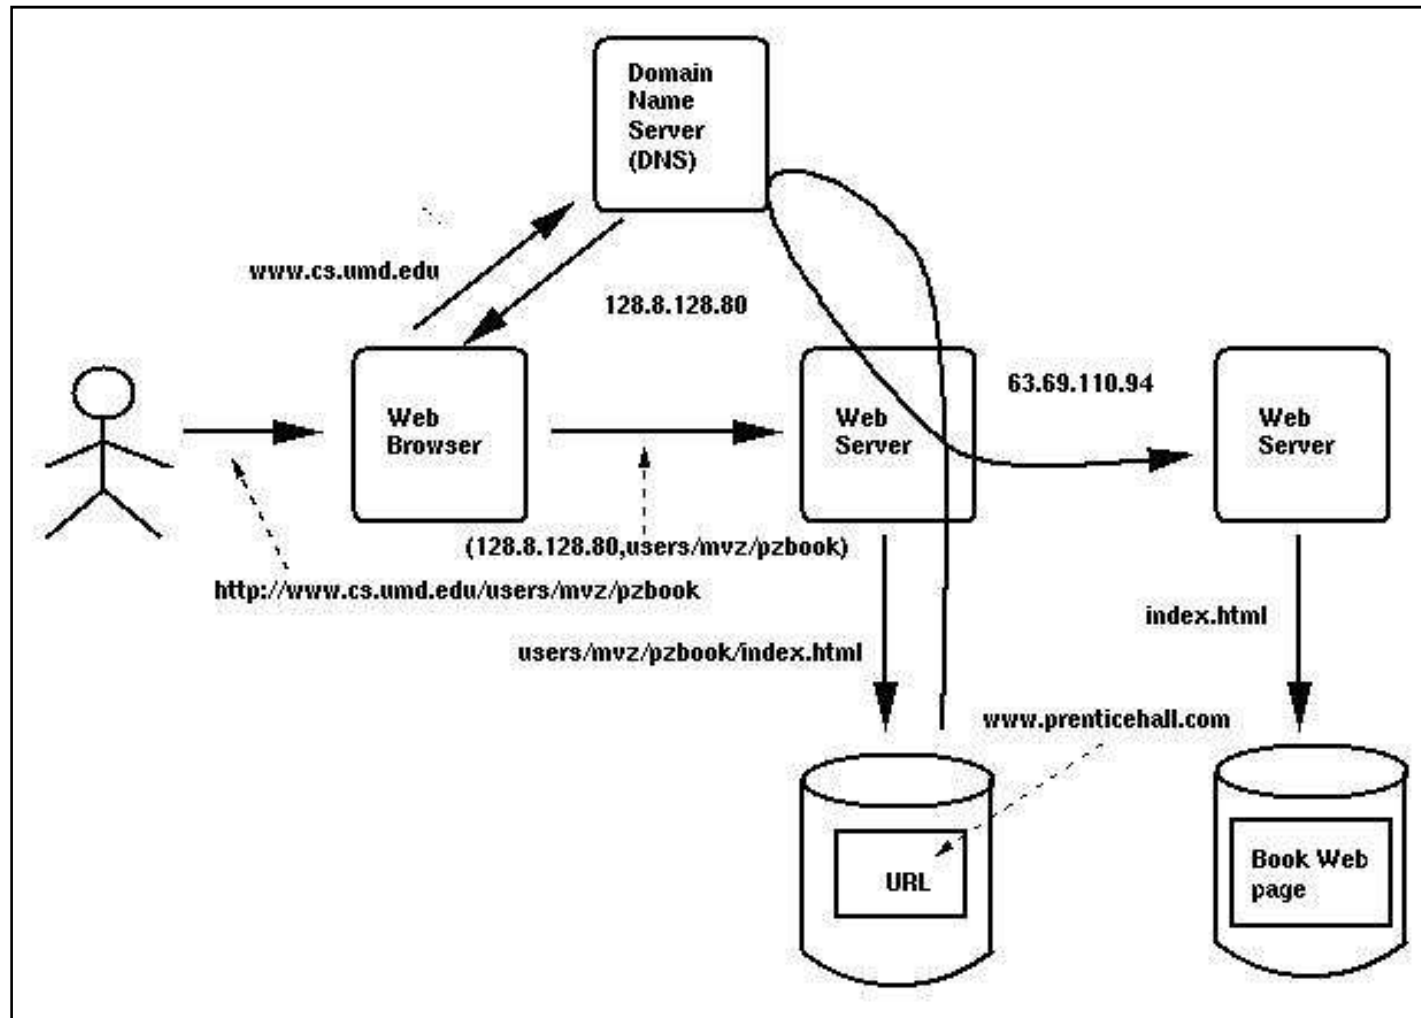 Domain
Name
Server
(DNS)
www.cs.umd.edu
128.8.128.80
63.69.110.94
Web
Browser
Web
Server
Web
Server
(128.8.128.80,users/mvz/pzbook)
http://www.cs.umd.edu/users/mvz/pzbook
index.html
users/mvz/pzbook/index.html
www.prenticehall.com
URL
Book Web
page